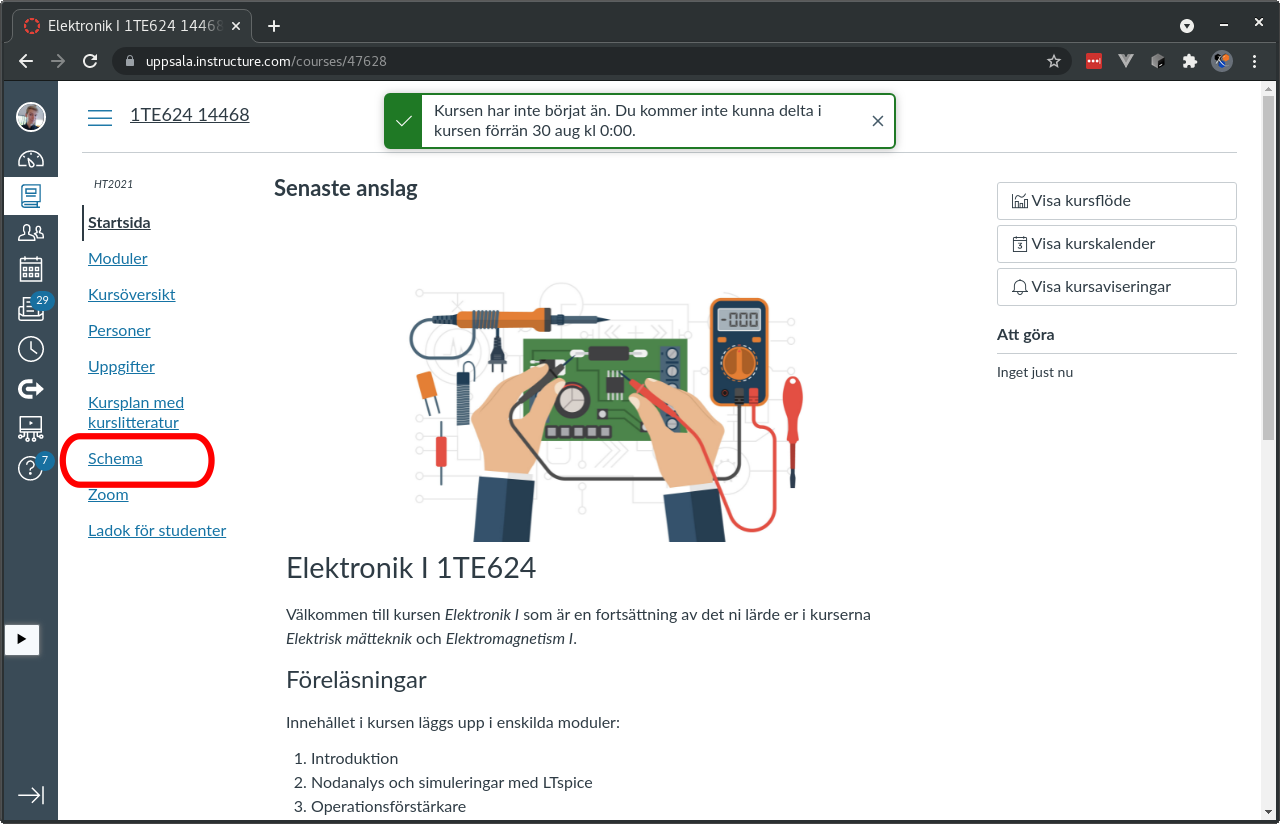 Elektronik I 1TE624 14468
uppsala.instructure.com/courses/47628
1TE624 14468
Kursen har inte börjat än. Du kommer inte kunna delta i
kursen förrän 30 aug kl 0:00.
HT2021
Startsida
Moduler
Kursöversikt
Personer
Uppgifter
Kursplan med
kurslitteratur
Schema
Zoom
Ladok för studenter
29
7
Senaste anslag
-000
Elektronik I 1TE624
Välkommen till kursen Elektronik I som är en fortsättning av det ni lärde er i kurserna
Elektrisk mätteknik och Elektromagnetism I.
Föreläsningar
Innehållet i kursen läggs upp i enskilda moduler:
1. Introduktion
2. Nodanalys och simuleringar med LTspice
3. Operationsförstärkare
Visa kursflöde
3 Visa kurskalender
Visa kursaviseringar
Att göra
Inget just nu